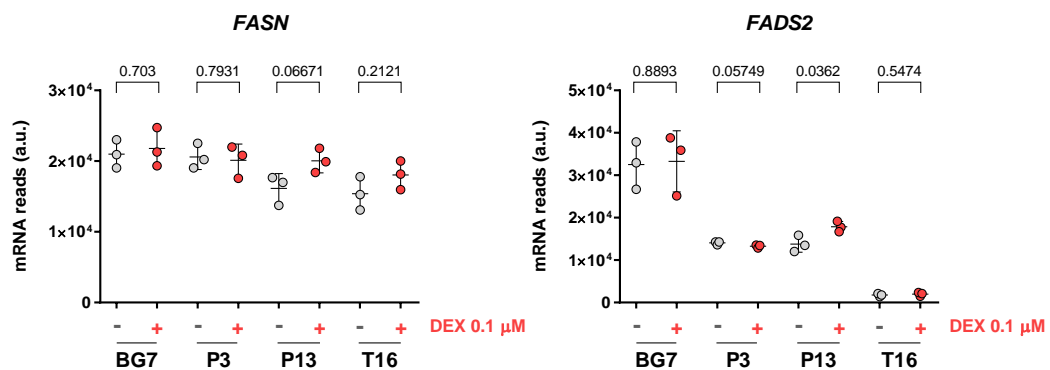 FASN
0.703 0.7931 0.06671 0.2121
3×10⁴
2×10⁴
1×10⁴
0
mRNA reads (a.u.)
- + - + - + - + DEX 0.1 μM
BG7 P3 P13 T16
FADS2
0.8893 0.05749 0.0362 0.5474
5×10⁴
4×10⁴
3×10⁴
2×10⁴
1×10⁴
0
mRNA reads (a.u.)
- + - + - + - + DEX 0.1 μM
BG7 P3 P13 T16